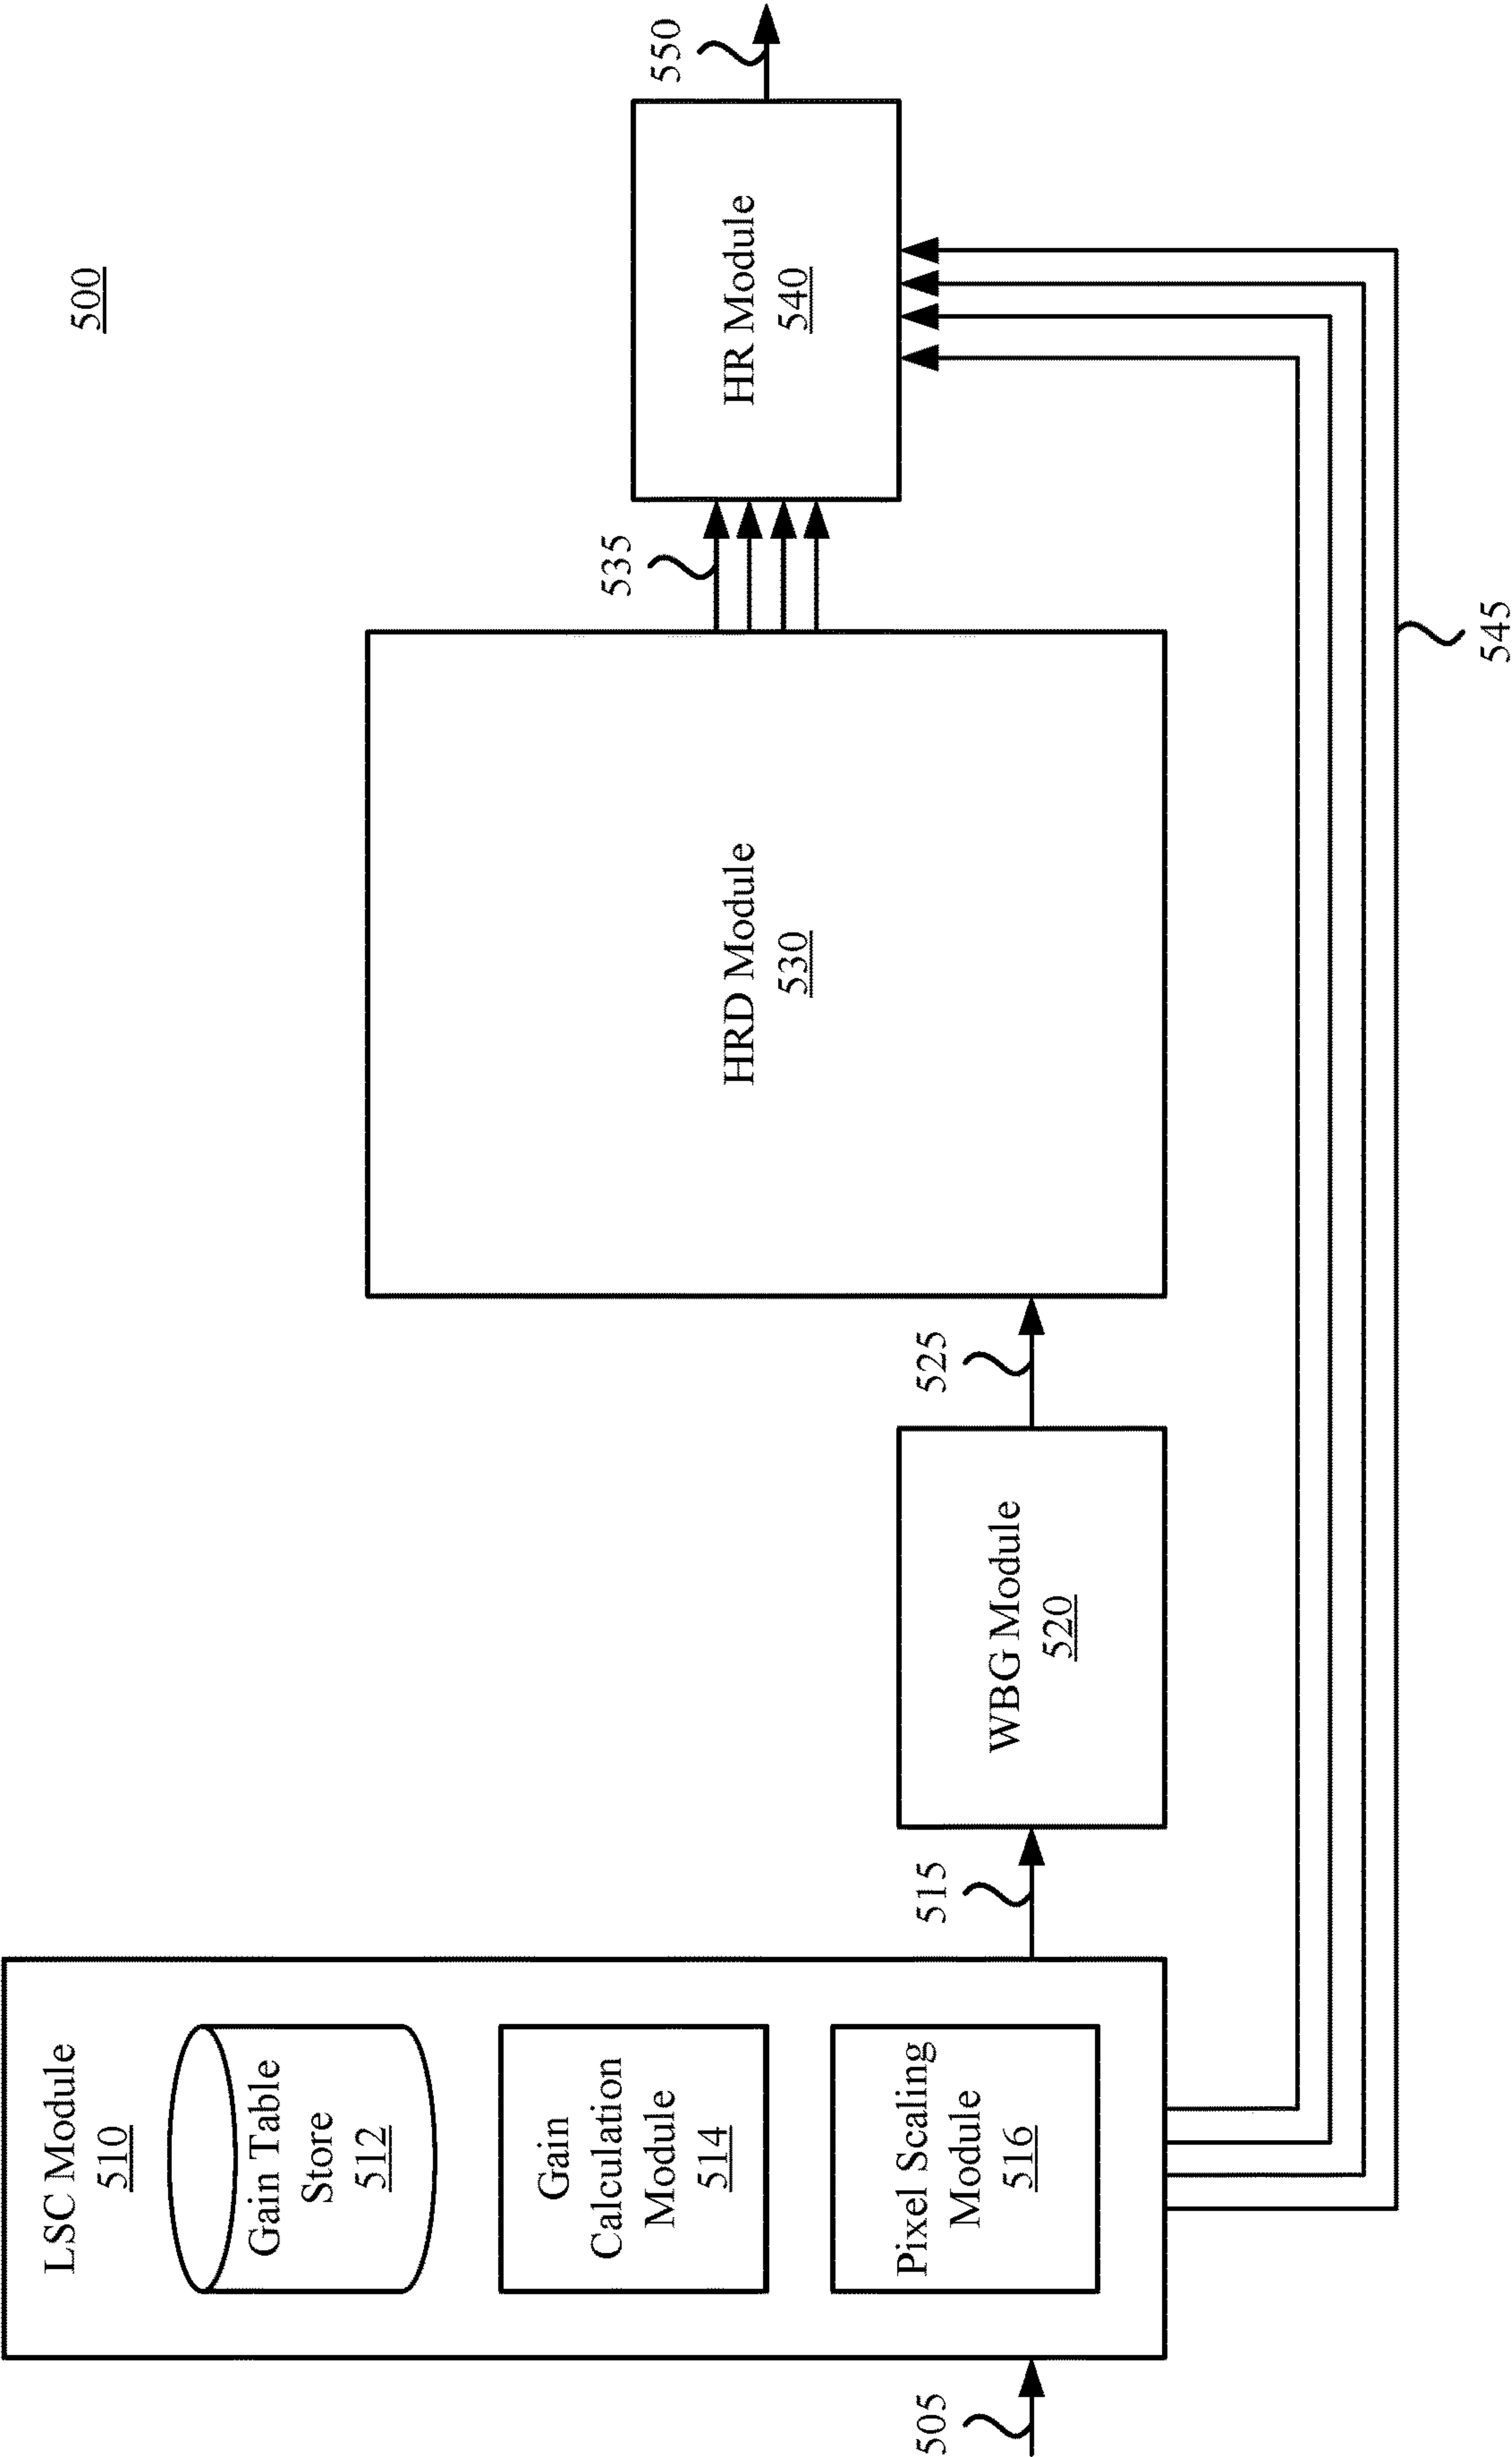 500
LSC Module
510
Gain Table
Store
512
Gain
Calculation
Module
514
Pixel Scaling
Module
516
505
515
WBG Module
520
525
HRD Module
530
535
HR Module
540
550
545